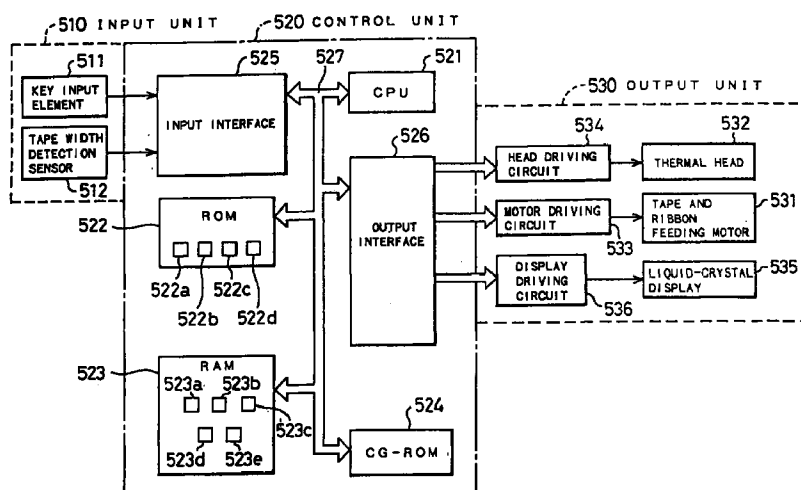 510 INPUT UNIT
520 CONTROL UNIT
511
KEY INPUT
ELEMENT
TAPE WIDTH
DETECTION
SENSOR
512
525
INPUT INTERFACE
527
521
CPU
522
ROM
522a
522b
522c
522d
526
OUTPUT
INTERFACE
523
RAM
523a
523b
523c
523d
523e
524
CG-ROM
530 OUTPUT UNIT
534
HEAD DRIVING
CIRCUIT
532
THERMAL HEAD
MOTOR DRIVING
CIRCUIT
533
TAPE AND
RIBBON
FEEDING MOTOR
531
DISPLAY
DRIVING
CIRCUIT
536
LIQUID-CRYSTAL
DISPLAY
535